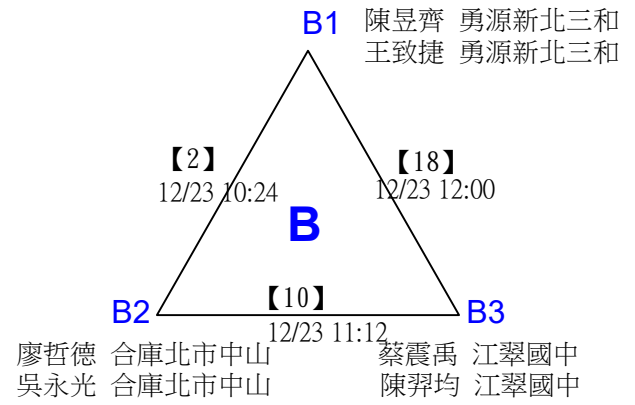 B1 陳昱齊 勇源新北三和
王致捷 勇源新北三和
【2】 【18】
12/23 10:24 12/23 12:00
B
B2 【10】 B3
12/23 11:12
廖哲德 合庫北市中山 蔡震禹 江翠國中
吳永光 合庫北市中山 陳羿均 江翠國中